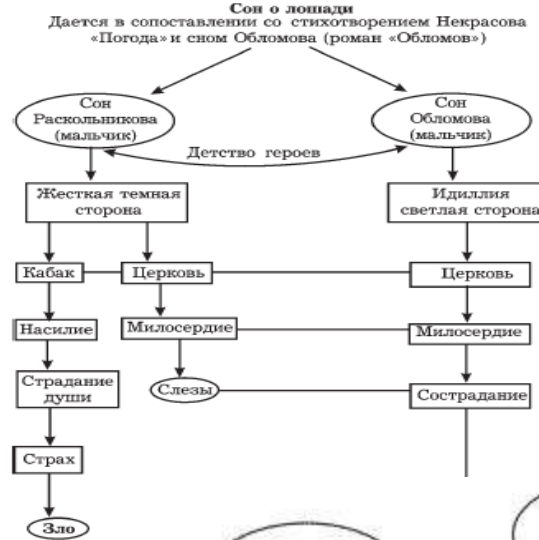 Сон о лошади
Дается в сопоставлении со стихотворением Некрасова
«Погода» и сном Обломова (роман «Обломов»)
Сон
Раскольникова
(мальчик)
Сон
Обломова
(мальчик)
Детство героев
Жесткая темная
сторона
Идиллия
светлая сторона
Кабак
Церковь
Церковь
Насилие
Милосердие
Милосердие
Страдание
души
Слезы
Сострадание
Страх
Зло